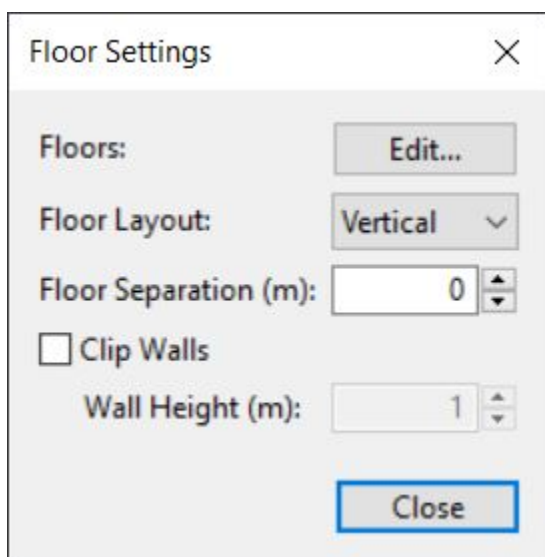 Floor Settings
Floors: Edit...
Floor Layout: Vertical
Floor Separation (m): 0
Clip Walls
Wall Height (m): 1
Close